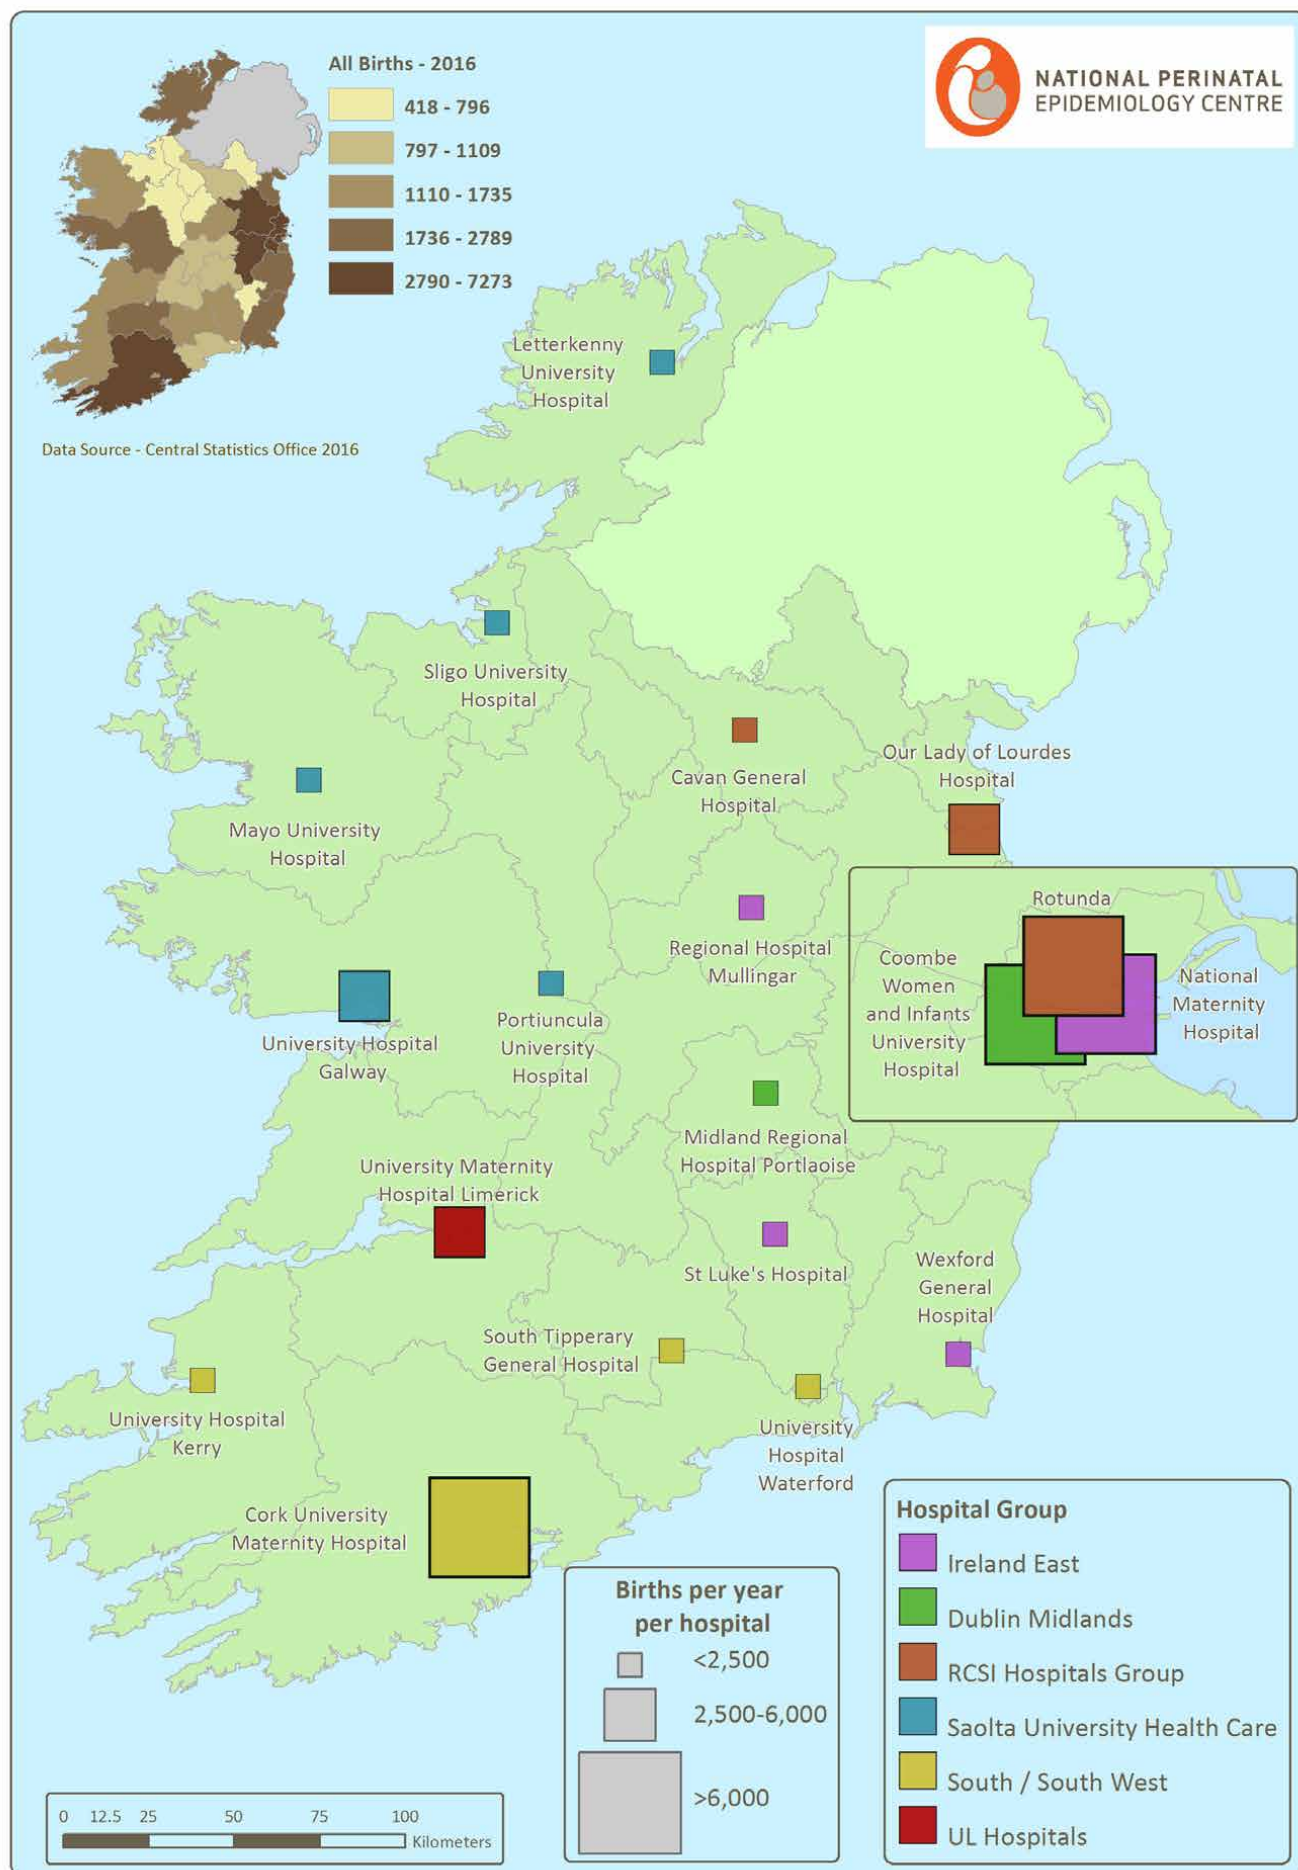 All Births - 2016
418 - 796
797 - 1109
1110 - 1735
1736 - 2789
2790 - 7273
Data Source - Central Statistics Office 2016
NATIONAL PERINATAL
EPIDEMIOLOGY CENTRE
Letterkenny
University
Hospital
Sligo University
Hospital
Cavan General
Hospital
Our Lady of Lourdes
Hospital
Mayo University
Hospital
Regional Hospital
Mullingar
Rotunda
Coombe
Women
and Infants
University
Hospital
National
Maternity
Hospital
University Hospital
Galway
Portiuncula
University
Hospital
Midland Regional
Hospital Portlaoise
University Maternity
Hospital Limerick
St Luke's Hospital
Wexford
General
Hospital
South Tipperary
General Hospital
University Hospital
Kerry
University
Hospital
Waterford
Cork University
Maternity Hospital
Births per year
per hospital
<2,500
2,500-6,000
>6,000
Hospital Group
Ireland East
Dublin Midlands
RCSI Hospitals Group
Saolta University Health Care
South / South West
UL Hospitals
0 12.5 25 50 75 100
Kilometers